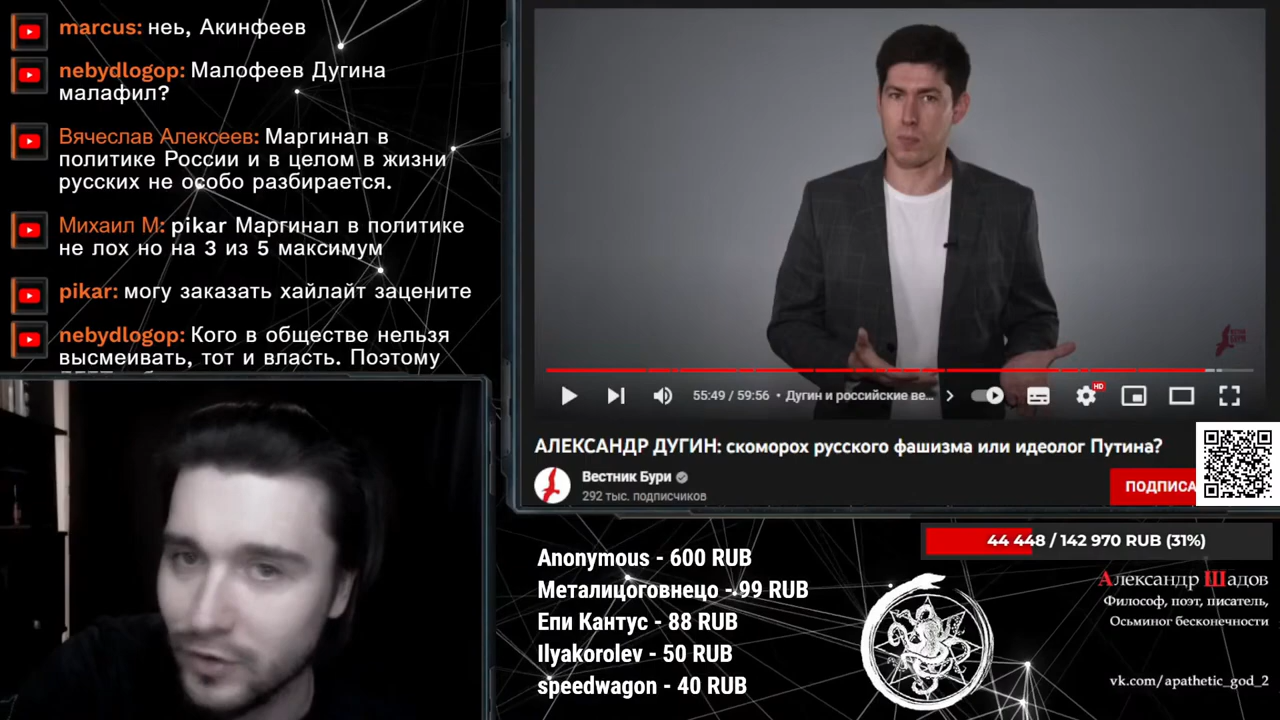 marcus: неь, Акинфеев
nebydlogop: Малофеев Дугина
малафил?
Вячеслав Алексеев: Маргинал в
политике России и в целом в жизни
русских не особо разбирается.
Михаил М: pikar Маргинал в политике
не лох но на 3 из 5 максимум
pikar: могу заказать хайлайт зацените
nebydlogop: Кого в обществе нельзя
высмеивать, тот и власть. Поэтому
ВЕСТНИК
БУРИ
55:49 / 59:56 • Дугин и российские ве...
HD
АЛЕКСАНДР ДУГИН: скоморох русского фашизма или идеолог Путина?
Вестник Бури
292 тыс. подписчиков
ПОДПИСА
44 448 / 142 970 RUB (31%)
Anonymous - 600 RUB
Металицоговнецо - 99 RUB
Епи Кантус - 88 RUB
Ilyakorolev - 50 RUB
speedwagon - 40 RUB
Александр Шадов
Философ, поэт, писатель,
Осьминог бесконечности
vk.com/apathetic_god_2